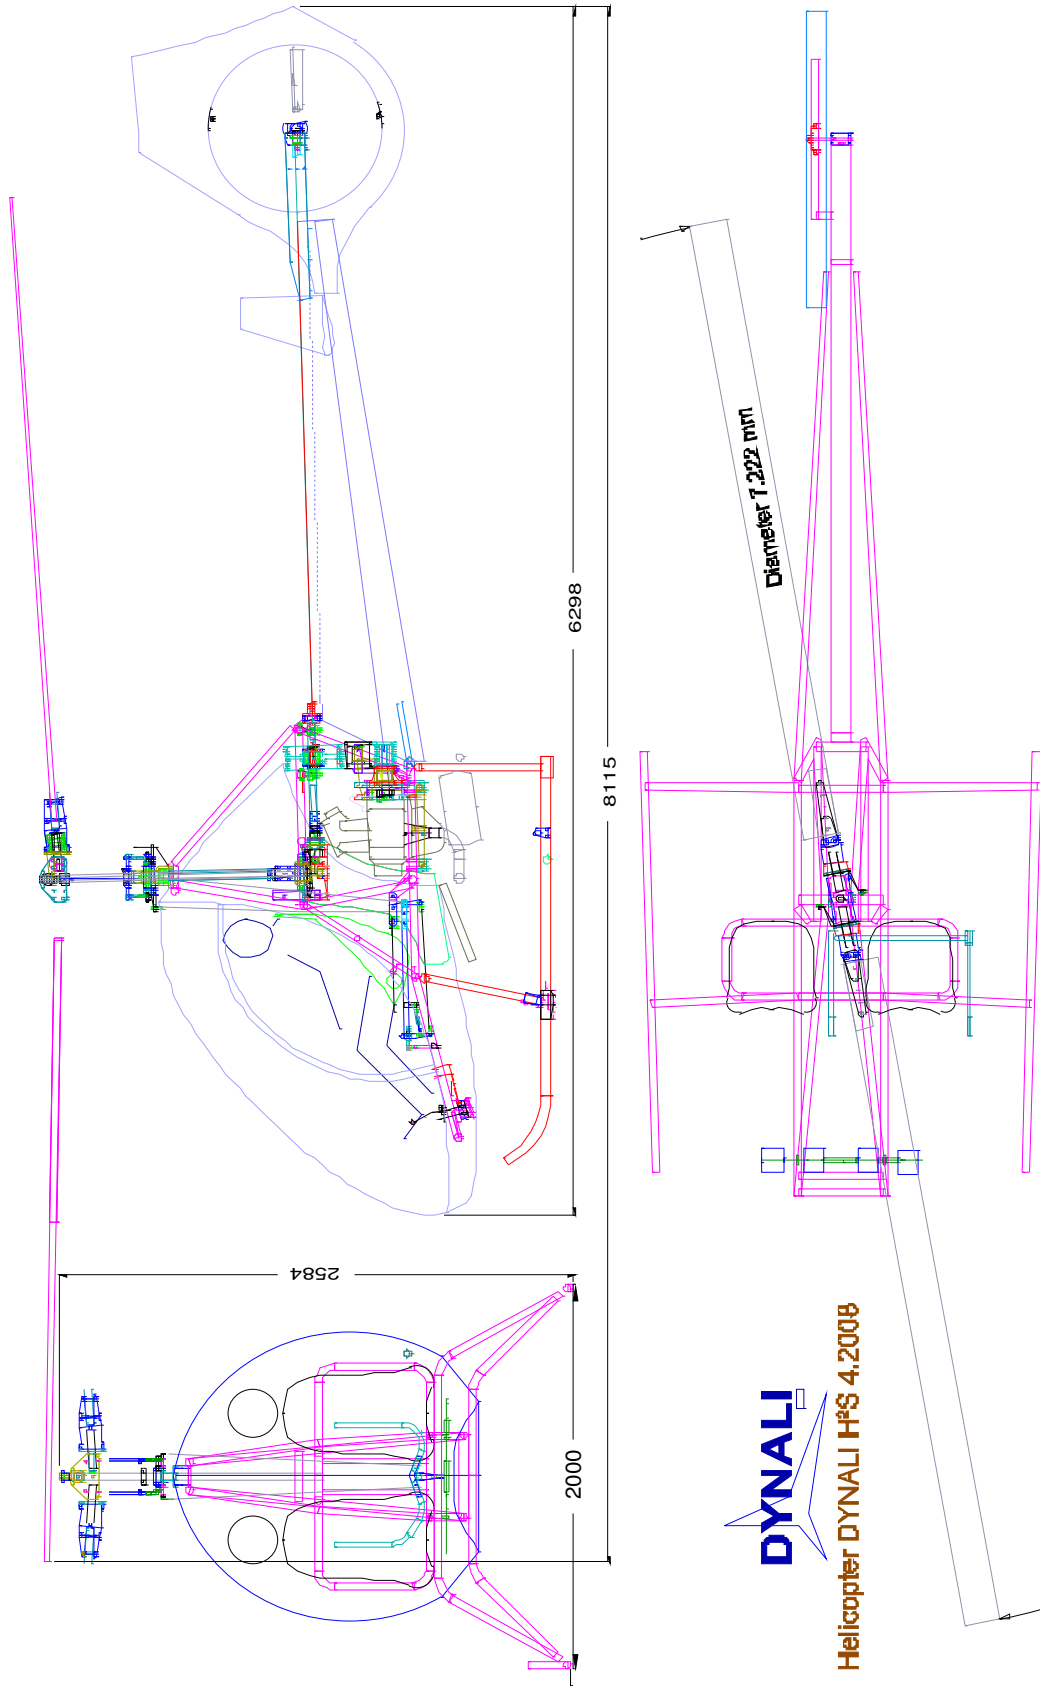 6298
8115
Diameter 7.222 mm
2584
2000
DYNALI
Helicopter DYNALI H²S 4.2008